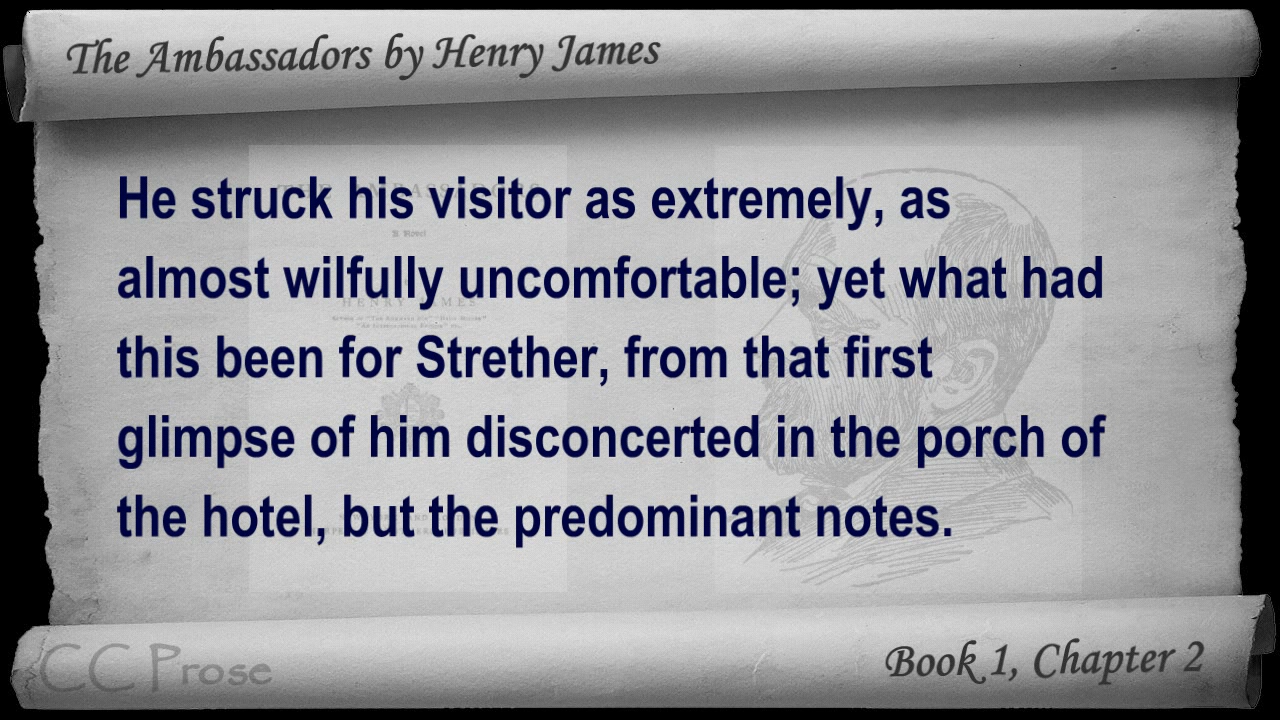 The Ambassadors by Henry James
He struck his visitor as extremely, as
almost wilfully uncomfortable; yet what had
this been for Strether, from that first
glimpse of him disconcerted in the porch of
the hotel, but the predominant notes.
HENRY JAMES
CC Prose
Book 1, Chapter 2